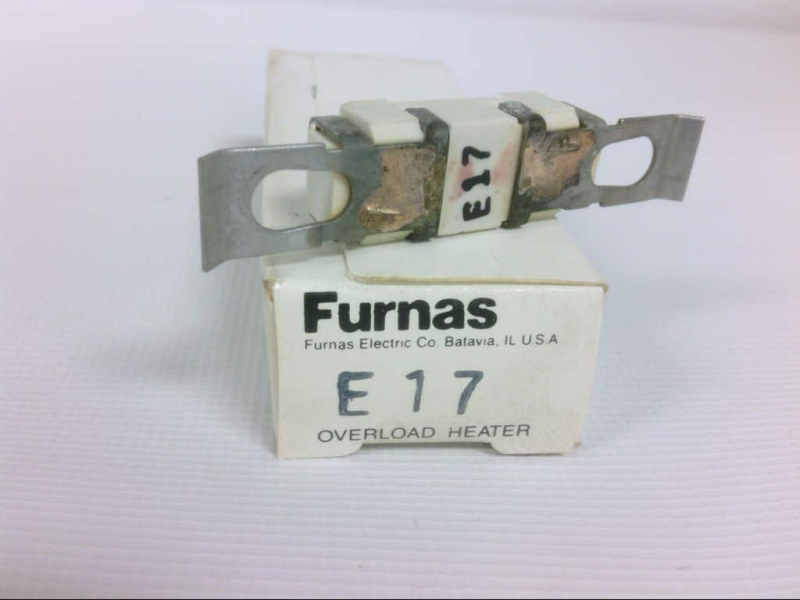 E17
Furnas
Furnas Electric Co. Batavia, IL U.S.A
E 17
OVERLOAD HEATER